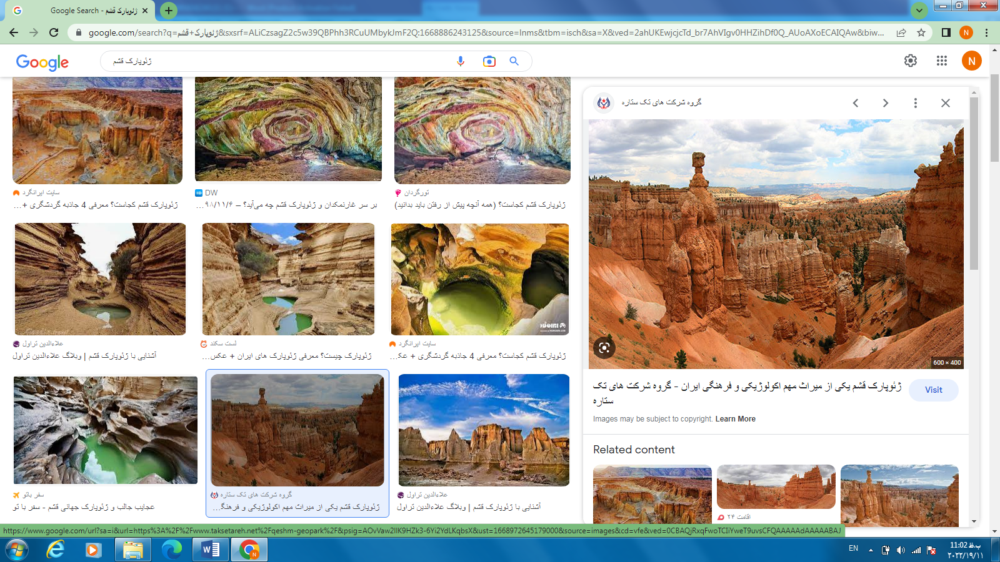 ژئوپارک قشم - Google Search
google.com/search?q=ژئوپارک+قشم&sxsrf=ALiCzsagZ2c5w39QBPhh3RCuUMbykJmF2Q:1668886243125&source=lnms&tbm=isch&sa=X&ved=2ahUKEwjcjcTd_br7AhVIgv0HHZihDf0Q_AUoAXoECAIQAw&biw...
N
Google
ژئوپارک قشم
N
سایت ایرانگرد
ژئوپارک قشم کجاست؟ معرفی 4 جاذبه گردشگری + ...
DW
بر سر غارنمکدان و ژئوپارک قشم چه می‌آید؟ – ۹۸/۱۱/۶...
تورگردان
ژئوپارک قشم کجاست؟ (همه آنچه پیش از رفتن باید بدانید)
علاءالدین تراول
آشنایی با ژئوپارک قشم | وبلاگ علاءالدین تراول
لست سکند
ژئوپارک چیست؟ معرفی ژئوپارک های ایران + عکس...
سایت ایرانگرد
ژئوپارک قشم کجاست؟ معرفی 4 جاذبه گردشگری + عک...
سفر باتو
عجایب جالب و ژئوپارک جهانی قشم - سفر با تو
گروه شرکت های تک ستاره
ژئوپارک قشم یکی از میراث مهم اکولوژیکی و فرهنگ...
علاءالدین تراول
آشنایی با ژئوپارک قشم | وبلاگ علاءالدین تراول
گروه شرکت های تک ستاره
600 × 400
ژئوپارک قشم یکی از میراث مهم اکولوژیکی و فرهنگی ایران - گروه شرکت های تک
ستاره
Visit
Images may be subject to copyright. Learn More
Related content
اقامت ۲۴
https://www.google.com/url?sa=i&url=https%3A%2F%2Fwww.taksetareh.net%2Fqeshm-geopark%2F&psig=AOvVaw2lIK9HZk3-6Yi2YdLKqbsX&ust=1668972645179000&source=images&cd=vfe&ved=0CBAQjRxqFwoTCIiYweT9uvsCFQAAAAAdAAAAABAJ
EN
11:02 ب.ظ
۲۰۲۲/۱۹/۱۱